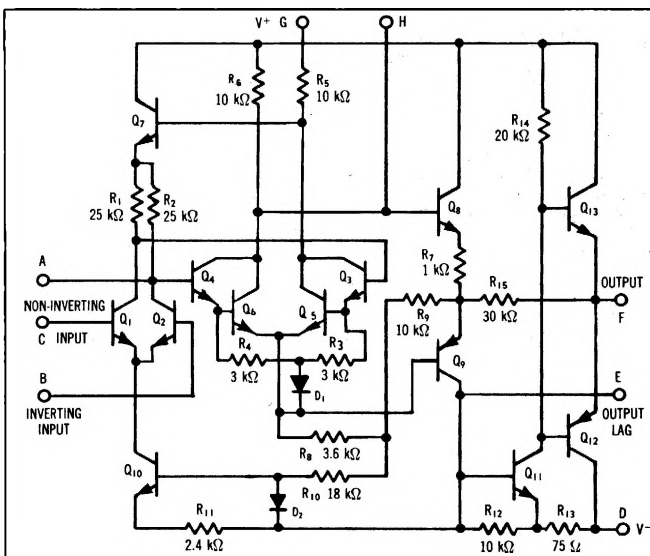 V+ G H
R6
10 kΩ
R5
10 kΩ
R14
20 kΩ
Q7
Q13
R1
25 kΩ
R2
25 kΩ
Q8
A
Q4
Q3
R7
1 kΩ
R15
NON-INVERTING
Q6
Q5
OUTPUT
C INPUT
Q1
Q2
R9
10 kΩ
30 kΩ
F
R4
3 kΩ
R3
3 kΩ
Q9
B
D1
E
INVERTING
INPUT
OUTPUT
LAG
Q12
R8 3.6 kΩ
Q10
Q11
R10 18 kΩ
D
R11
2.4 kΩ
D2
R12
10 kΩ
R13
75 Ω
V-